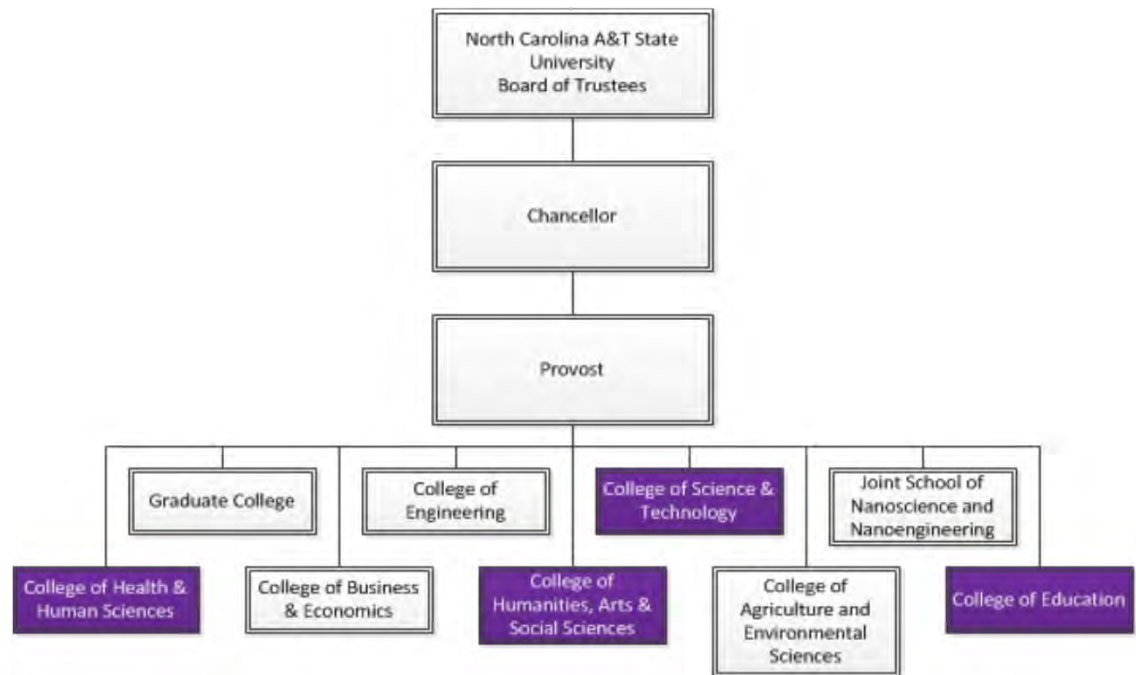 North Carolina A&T State
University
Board of Trustees
Chancellor
Provost
Graduate College
College of
Engineering
College of Science &
Technology
Joint School of
Nanoscience and
Nanoengineering
College of Health &
Human Sciences
College of Business
& Economics
College of
Humanities, Arts &
Social Sciences
College of
Agriculture and
Environmental
Sciences
College of Education